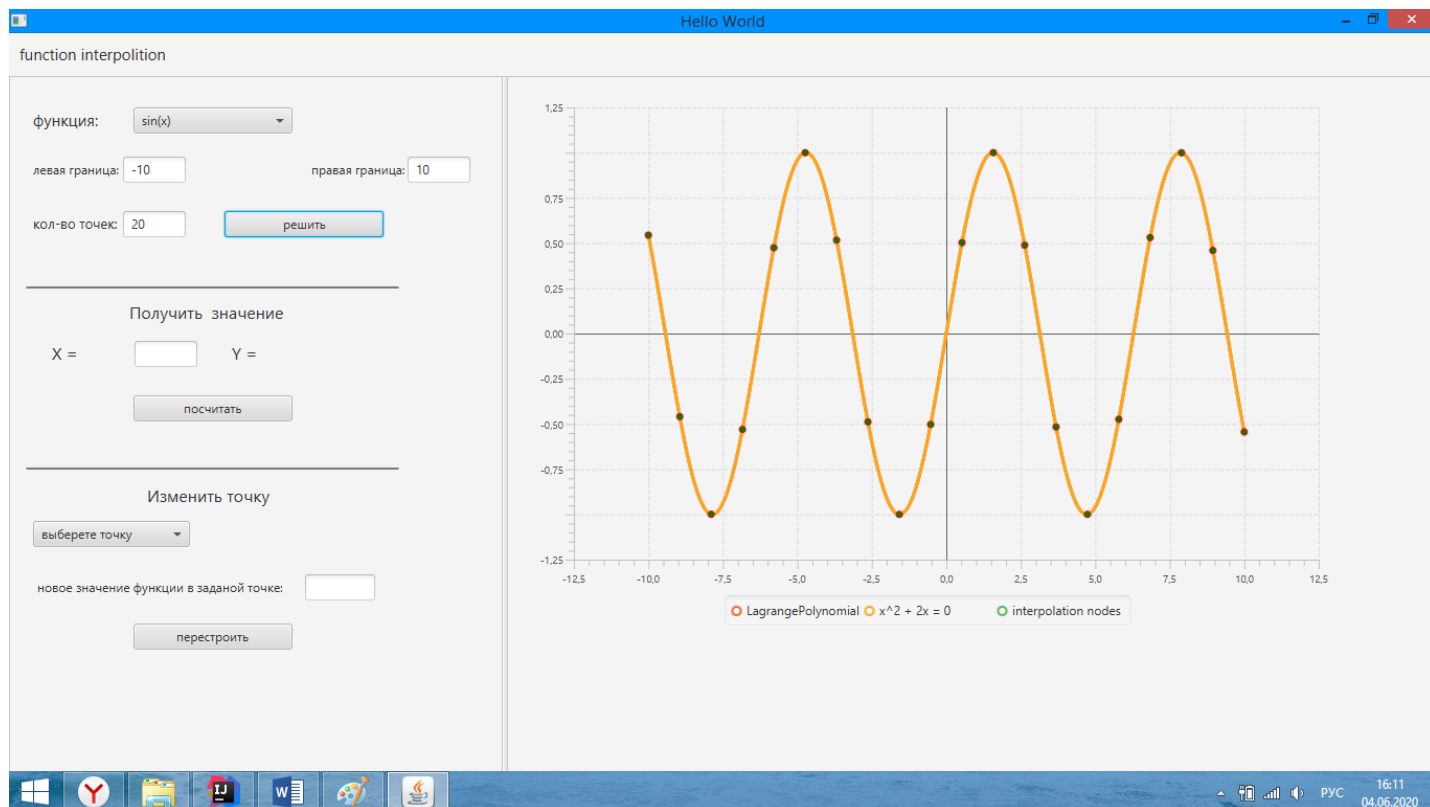 Hello World
function interpolition
функция: sin(x)
левая граница: -10 правая граница: 10
кол-во точек: 20 решить
Получить значение
X = Y =
посчитать
Изменить точку
выберете точку
новое значение функции в заданой точке:
перестроить
1,25
0,75
0,50
0,25
0,00
-0,25
-0,50
-0,75
-1,25
-12,5 -10,0 -7,5 -5,0 -2,5 0,0 2,5 5,0 7,5 10,0 12,5
LagrangePolynomial x^2 + 2x = 0 interpolation nodes
Y IJ W РУС 16:11
04.06.2020